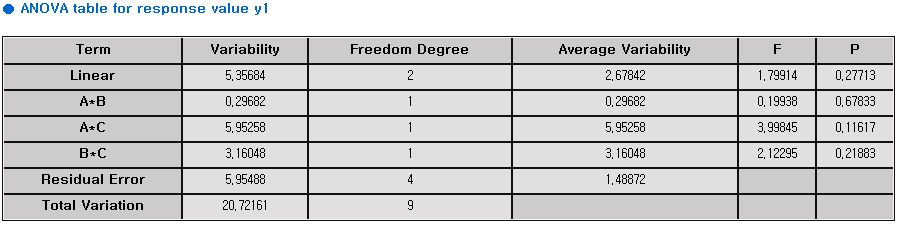 ANOVA table for response value y1
Term Variability Freedom Degree Average Variability F P
Linear 5,35684 2 2,67842 1,79914 0,27713
A*B 0,29682 1 0,29682 0,19938 0,67833
A*C 5,95258 1 5,95258 3,99845 0,11617
B*C 3,16048 1 3,16048 2,12295 0,21883
Residual Error 5,95488 4 1,48872
Total Variation 20,72161 9